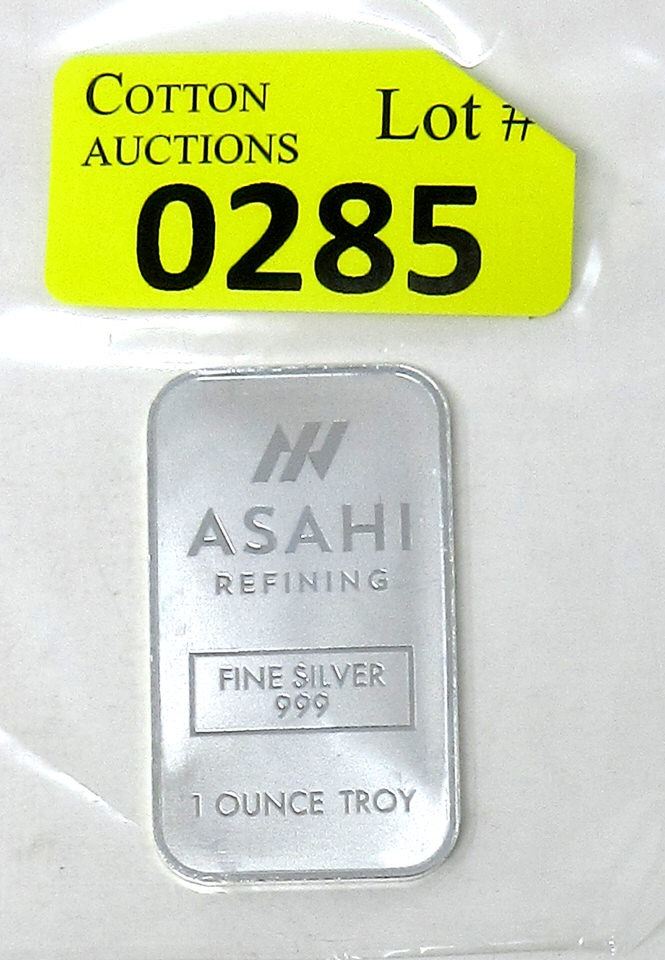 COTTON
AUCTIONS
Lot #
0285
ASAHI
REFINING
FINE SILVER
999
1 OUNCE TROY